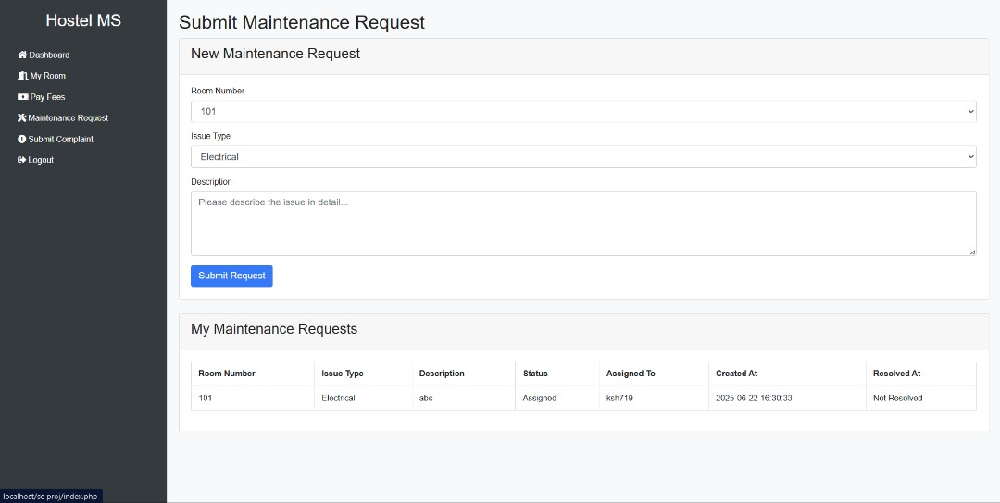 Hostel MS
Dashboard
My Room
Pay Fees
Maintenance Request
Submit Complaint
Logout
Submit Maintenance Request
New Maintenance Request
Room Number
101
Issue Type
Electrical
Description
Please describe the issue in detail...
Submit Request
My Maintenance Requests
Room Number Issue Type Description Status Assigned To Created At Resolved At
101 Electrical abc Assigned ksh719 2025-06-22 16:30:33 Not Resolved
localhost/se proj/index.php